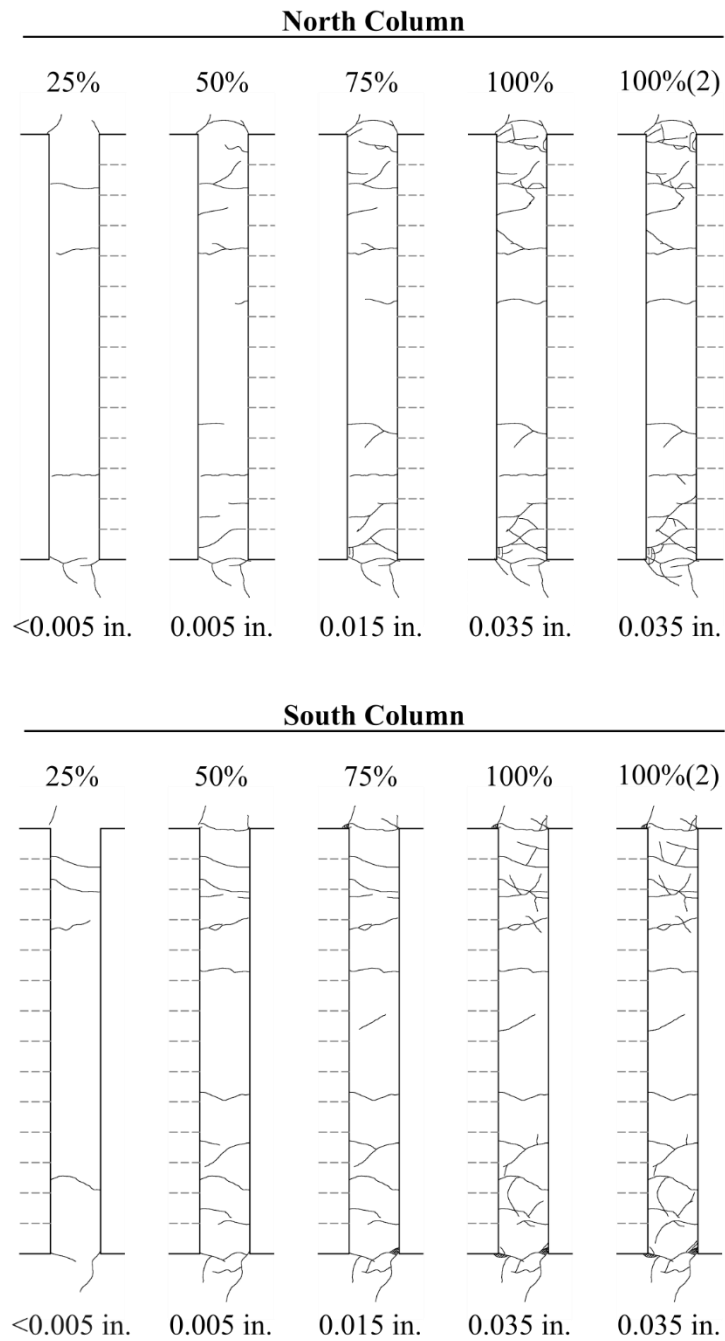 North Column
25% 50% 75% 100% 100%(2)
<0.005 in. 0.005 in. 0.015 in. 0.035 in. 0.035 in.
South Column
25% 50% 75% 100% 100%(2)
<0.005 in. 0.005 in. 0.015 in. 0.035 in. 0.035 in.